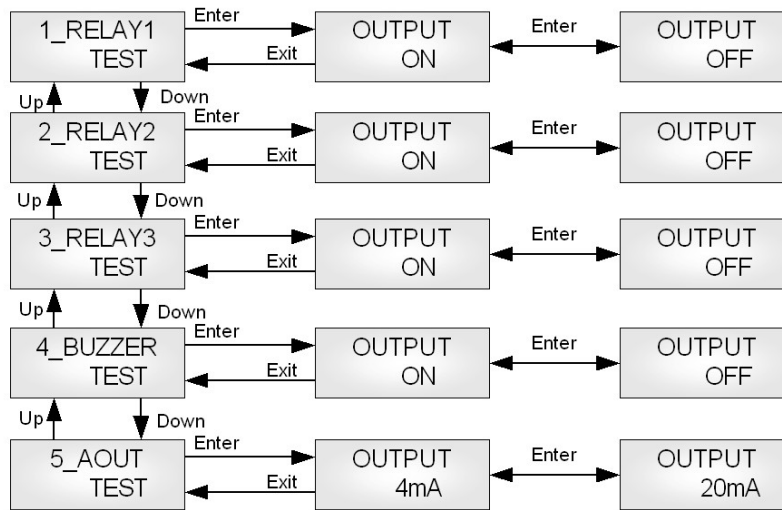 1_RELAY1
TEST
Enter
Exit
OUTPUT
ON
Enter
OUTPUT
OFF
Up
Down
2_RELAY2
TEST
Enter
Exit
OUTPUT
ON
Enter
OUTPUT
OFF
Up
Down
3_RELAY3
TEST
Enter
Exit
OUTPUT
ON
Enter
OUTPUT
OFF
Up
Down
4_BUZZER
TEST
Enter
Exit
OUTPUT
ON
Enter
OUTPUT
OFF
Up
Down
5_AOUT
TEST
Enter
Exit
OUTPUT
4mA
Enter
OUTPUT
20mA